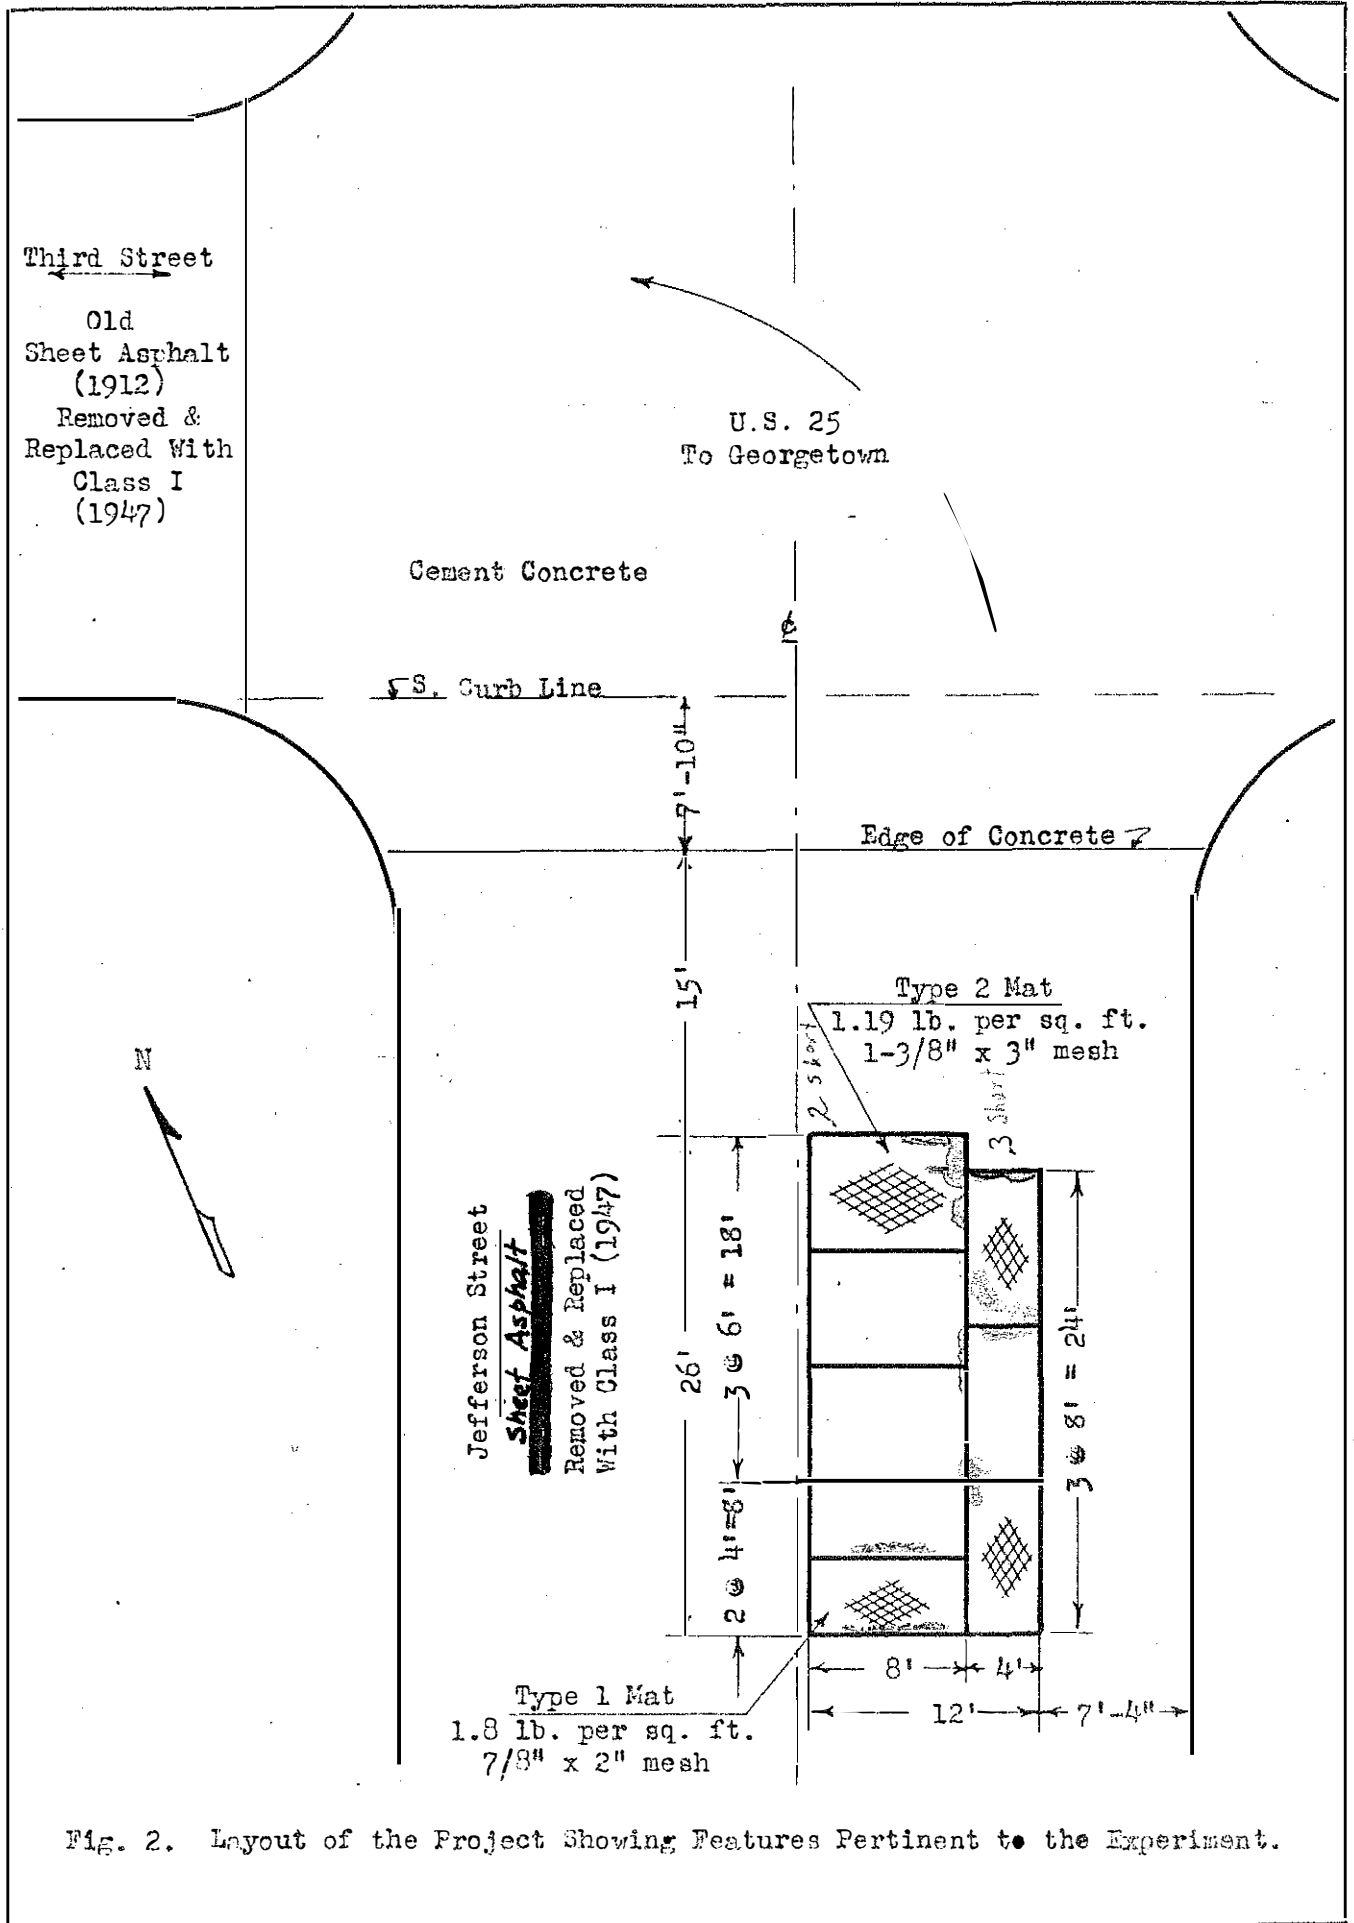 Third Street
Old
Sheet Asphalt
(1912)
Removed &
Replaced With
Class I
(1947)
U.S. 25
To Georgetown
Cement Concrete
℄
S. Curb Line
7'-10"
Edge of Concrete
15'
Type 2 Mat
1.19 lb. per sq. ft.
1-3/8" x 3" mesh
2 short
3 short
N
Jefferson Street
Sheet Asphalt
Removed & Replaced
With Class I (1947)
26'
3 @ 6' = 18'
2 @ 4'=8'
3 @ 8' = 24'
8'
4'
12'
7'-4"
Type 1 Mat
1.8 lb. per sq. ft.
7/8" x 2" mesh
Fig. 2. Layout of the Project Showing Features Pertinent to the Experiment.